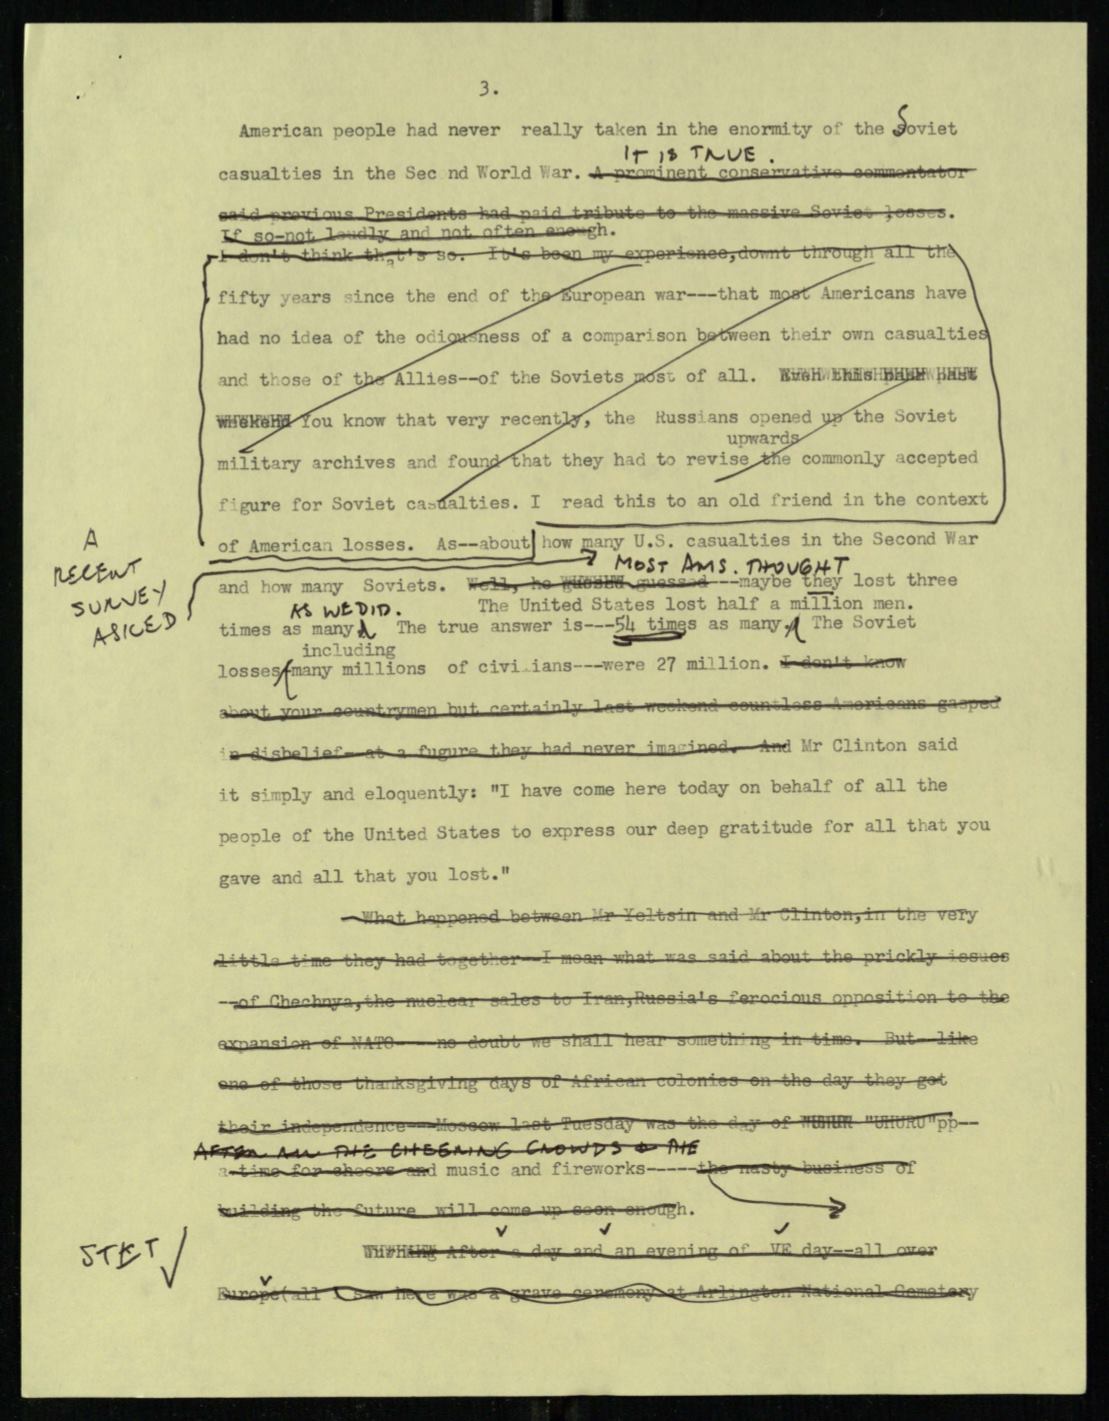 3.
American people had never really taken in the enormity of the Soviet
IT IS TRUE.
casualties in the Sec nd World War. A prominent conservative commentator
said previous Presidents had paid tribute to the massive Soviet losses.
If so-not loudly and not often enough.
I don't think that's so. It's been my experience,downt through all the
fifty years since the end of the European war---that most Americans have
had no idea of the odiousness of a comparison between their own casualties
and those of the Allies--of the Soviets most of all. Even this past
weekend You know that very recently, the Russians opened up the Soviet
upwards
military archives and found that they had to revise the commonly accepted
figure for Soviet casualties. I read this to an old friend in the context
of American losses. As--about how many U.S. casualties in the Second War
A RECENT SURVEY ASKED
MOST AMS. THOUGHT
and how many Soviets. Well, he guessed---maybe they lost three
AS WE DID. The United States lost half a million men.
times as many. The true answer is---54 times as many. The Soviet
including
losses(many millions of civi ians---were 27 million. I don't know
about your countrymen but certainly last weekend countless Americans gasped
in disbelief--at a fugure they had never imagined. And Mr Clinton said
it simply and eloquently: "I have come here today on behalf of all the
people of the United States to express our deep gratitude for all that you
gave and all that you lost."
What happened between Mr Yeltsin and Mr Clinton,in the very
little time they had together--I mean what was said about the prickly issues
--of Chechnya,the nuclear sales to Iran,Russia's ferocious opposition to the
expansion of NATO----no doubt we shall hear something in time. But--like
one of those thanksgiving days of African colonies on the day they got
their independence---Moscow last Tuesday was the day of "UHURU"pp--
AFTER ALL THE CHEERING CROWDS & THE
a time for cheers and music and fireworks-----the nasty business of
building the future will come up soon enough.
STET
After a day and an evening of VE day--all over
Europe(all I saw here was a grave ceremony at Arlington National Cemetery